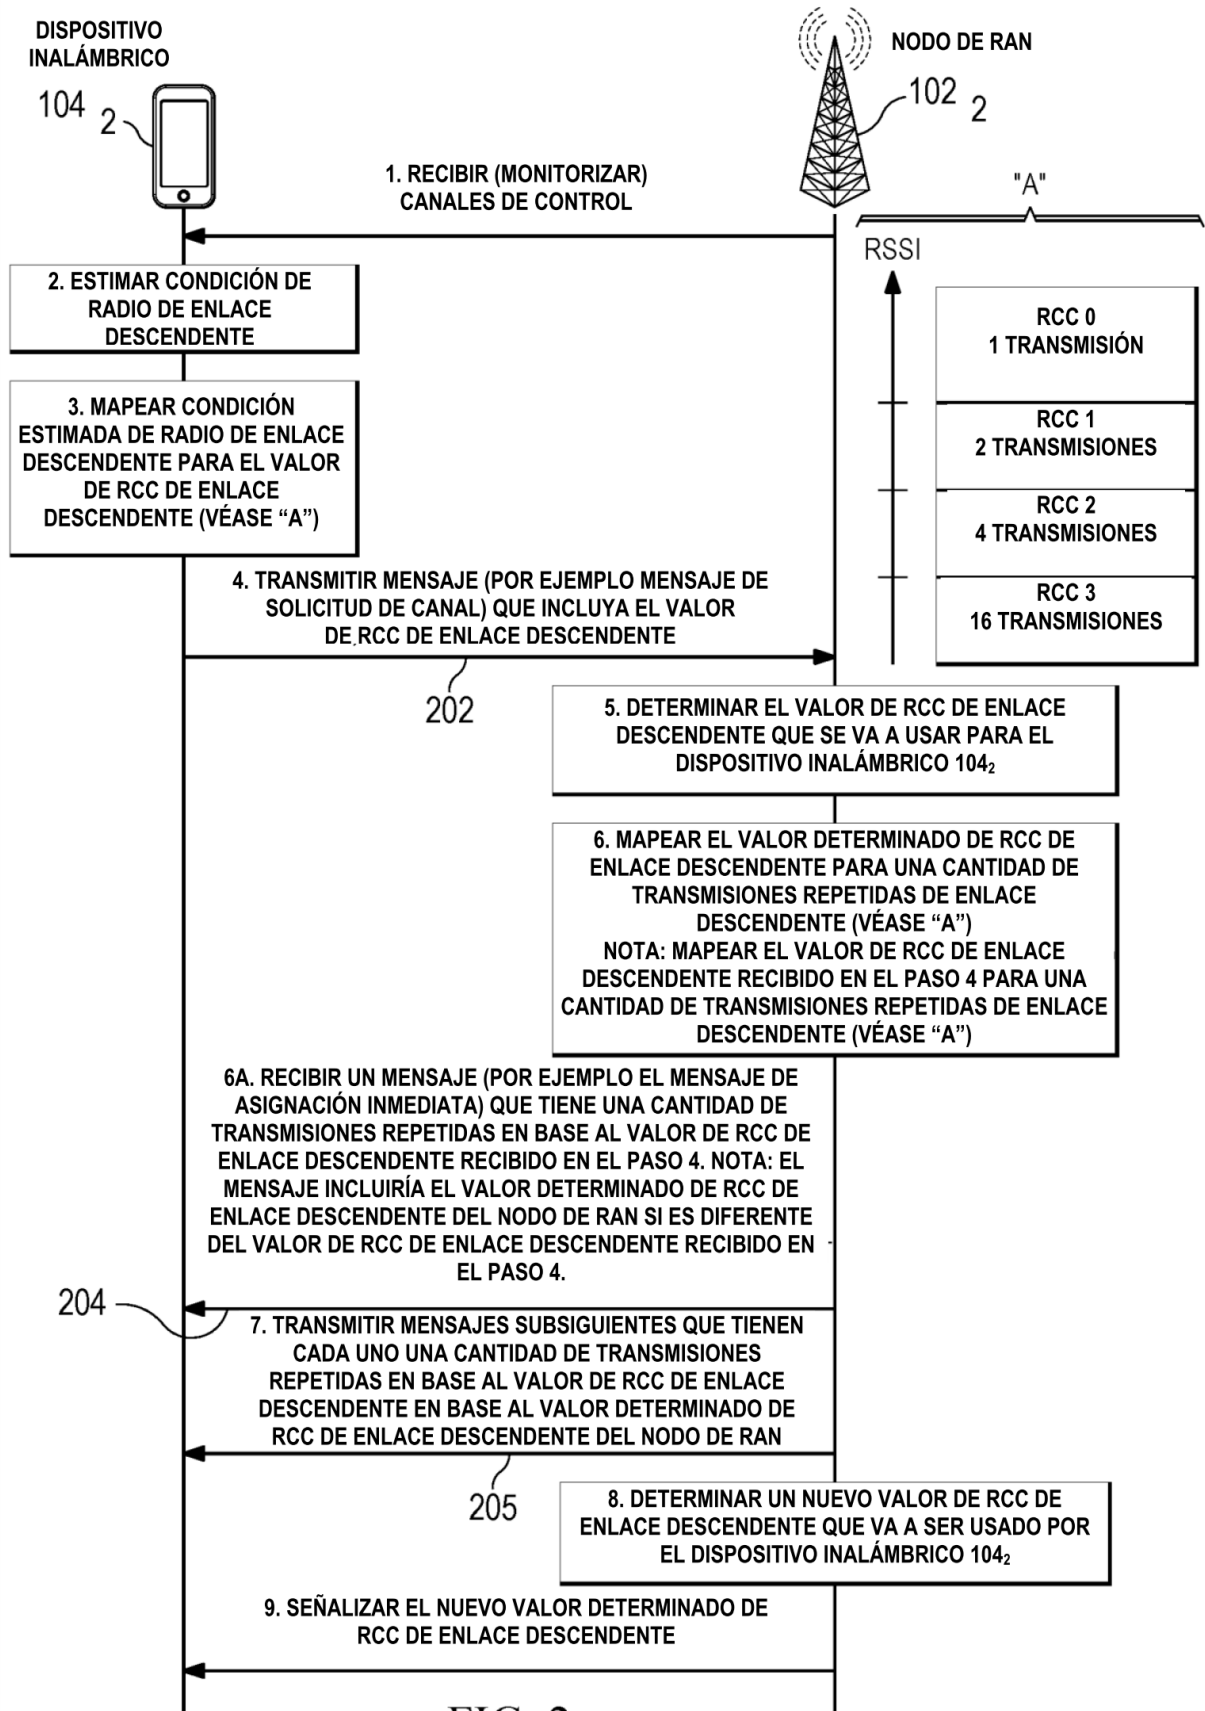 DISPOSITIVO
INALÁMBRICO
104
2
NODO DE RAN
102
2
1. RECIBIR (MONITORIZAR)
CANALES DE CONTROL
"A"
RSSI
RCC 0
1 TRANSMISIÓN
RCC 1
2 TRANSMISIONES
RCC 2
4 TRANSMISIONES
RCC 3
16 TRANSMISIONES
2. ESTIMAR CONDICIÓN DE
RADIO DE ENLACE
DESCENDENTE
3. MAPEAR CONDICIÓN
ESTIMADA DE RADIO DE ENLACE
DESCENDENTE PARA EL VALOR
DE RCC DE ENLACE
DESCENDENTE (VÉASE “A”)
4. TRANSMITIR MENSAJE (POR EJEMPLO MENSAJE DE
SOLICITUD DE CANAL) QUE INCLUYA EL VALOR
DE RCC DE ENLACE DESCENDENTE
202
5. DETERMINAR EL VALOR DE RCC DE ENLACE
DESCENDENTE QUE SE VA A USAR PARA EL
DISPOSITIVO INALÁMBRICO 104₂
6. MAPEAR EL VALOR DETERMINADO DE RCC DE
ENLACE DESCENDENTE PARA UNA CANTIDAD DE
TRANSMISIONES REPETIDAS DE ENLACE
DESCENDENTE (VÉASE “A”)
NOTA: MAPEAR EL VALOR DE RCC DE ENLACE
DESCENDENTE RECIBIDO EN EL PASO 4 PARA UNA
CANTIDAD DE TRANSMISIONES REPETIDAS DE ENLACE
DESCENDENTE (VÉASE “A”)
6A. RECIBIR UN MENSAJE (POR EJEMPLO EL MENSAJE DE
ASIGNACIÓN INMEDIATA) QUE TIENE UNA CANTIDAD DE
TRANSMISIONES REPETIDAS EN BASE AL VALOR DE RCC DE
ENLACE DESCENDENTE RECIBIDO EN EL PASO 4. NOTA: EL
MENSAJE INCLUIRÍA EL VALOR DETERMINADO DE RCC DE
ENLACE DESCENDENTE DEL NODO DE RAN SI ES DIFERENTE
DEL VALOR DE RCC DE ENLACE DESCENDENTE RECIBIDO EN
EL PASO 4.
204
7. TRANSMITIR MENSAJES SUBSIGUIENTES QUE TIENEN
CADA UNO UNA CANTIDAD DE TRANSMISIONES
REPETIDAS EN BASE AL VALOR DE RCC DE ENLACE
DESCENDENTE EN BASE AL VALOR DETERMINADO DE
RCC DE ENLACE DESCENDENTE DEL NODO DE RAN
205
8. DETERMINAR UN NUEVO VALOR DE RCC DE
ENLACE DESCENDENTE QUE VA A SER USADO POR
EL DISPOSITIVO INALÁMBRICO 104₂
9. SEÑALIZAR EL NUEVO VALOR DETERMINADO DE
RCC DE ENLACE DESCENDENTE